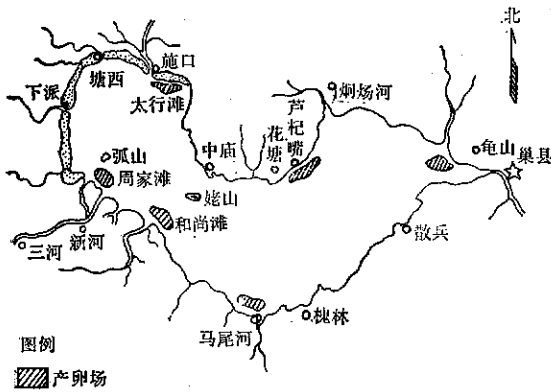 北
施口
塘西
下派
太行滩
炯炀河
芦杞嘴
花塘
中庙
龟山
巢县
弧山
周家滩
姥山
和尚滩
散兵
新河
三河
槐林
马尾河
图例
产卵场